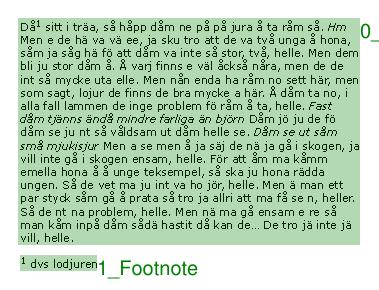 Då¹ sitt i träa, så håpp dåm ne på på jura å ta råm så. Hm
Men e de hä va vä ee, ja sku tro att de va två unga å hona,
såm ja såg hä fö att dåm va inte så stor, två, helle. Men dem
bli ju stor dåm å. Å varj finns e väl åckså nåra, men de de
int så mycke uta elle. Men nån enda ha råm no sett här, men
som sagt, lojur de finns de bra mycke a här. Å dåm ta no, i
alla fall lammen de inge problem fö råm å ta, helle. Fast
dåm tjänns ändå mindre farliga än björn Dåm jö ju de fö
dåm se ju nt så våldsam ut dåm helle se. Dåm se ut såm
små mjukisjur Men a se men å ja säj de nä ja gå i skogen, ja
vill inte gå i skogen ensam, helle. För att åm ma kåmm
emella hona å å unge teksempel, så ska ju hona rädda
ungen. Så de vet ma ju int va ho jör, helle. Men ä man ett
par styck såm gå å prata så tro ja allri att ma få se n, heller.
Så de nt na problem, helle. Men nä ma gå ensam e re så
man kåm inpå dåm sådä hastit då kan de... De tro jä inte jä
vill, helle.
0_
¹ dvs lodjuren
1_Footnote